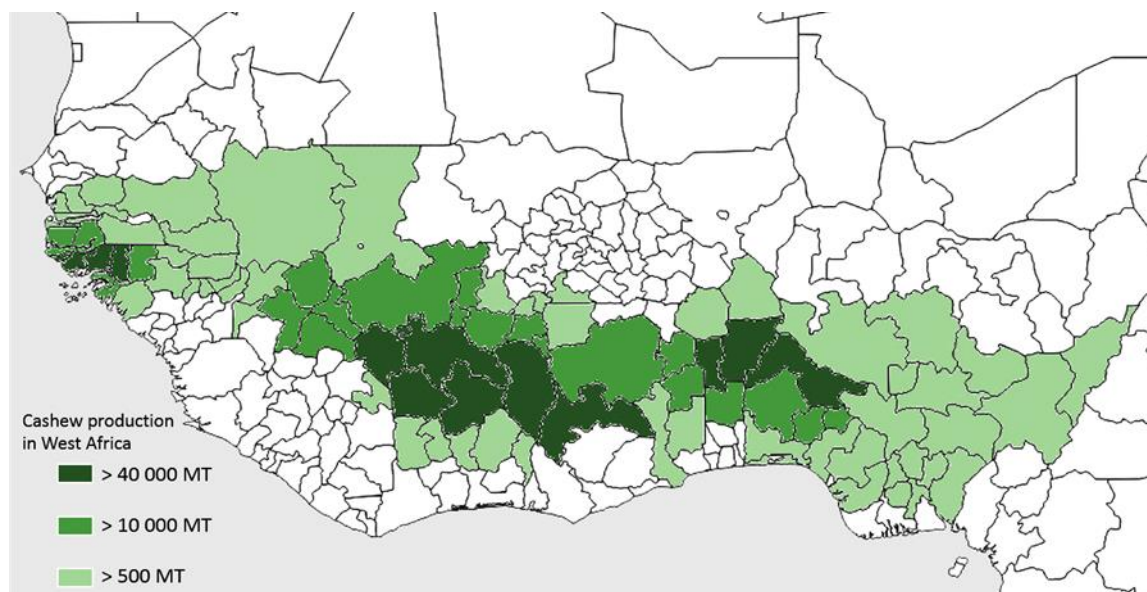 Cashew production
in West Africa
> 40 000 MT
> 10 000 MT
> 500 MT